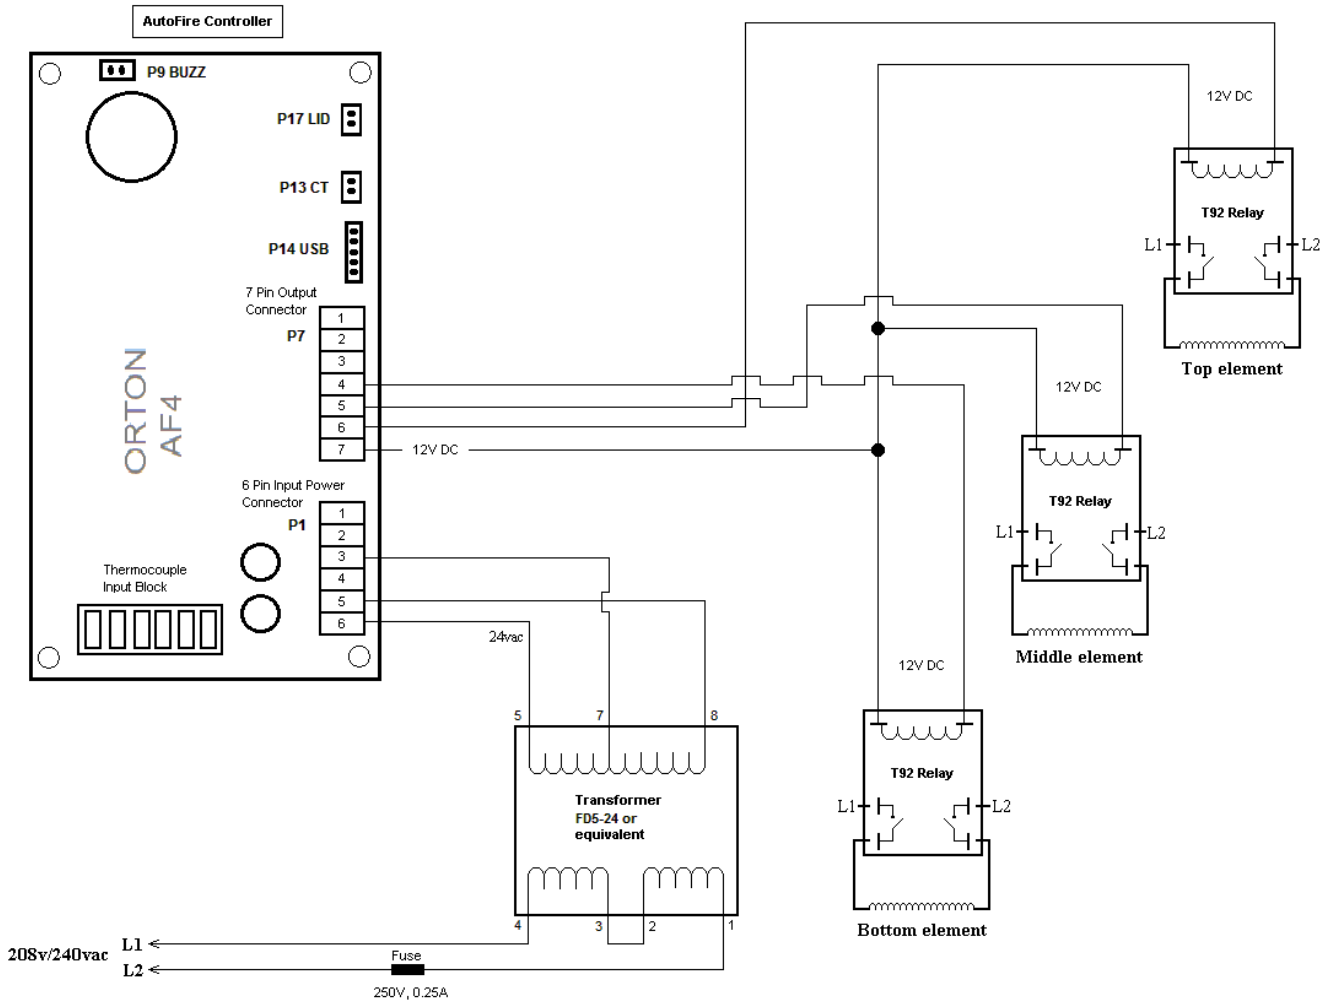 AutoFire Controller
P9 BUZZ
P17 LID
P13 CT
P14 USB
7 Pin Output
Connector
P7
1
2
3
4
5
6
7
12V DC
ORTON
AF4
6 Pin Input Power
Connector
P1
1
2
3
4
5
6
Thermocouple
Input Block
24vac
5
7
8
Transformer
FD5-24 or
equivalent
4
3
2
1
208v/240vac
L1
L2
Fuse
250V, 0.25A
12V DC
T92 Relay
L1
L2
Top element
12V DC
T92 Relay
L1
L2
Middle element
12V DC
T92 Relay
L1
L2
Bottom element